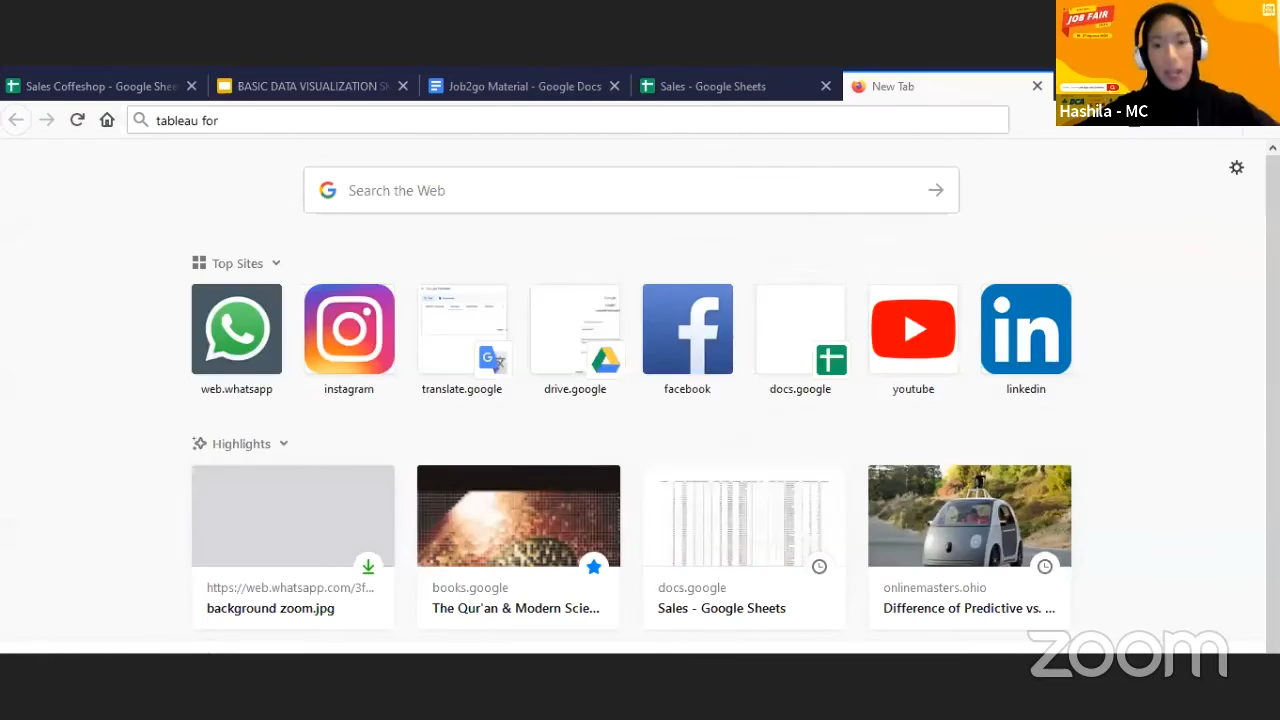 JOB FAIR
Hashila - MC
Sales Coffeshop - Google Shee
BASIC DATA VISUALIZATION
Job2go Material - Google Docs
Sales - Google Sheets
New Tab
tableau for
Search the Web
Top Sites
web.whatsapp
instagram
translate.google
drive.google
facebook
docs.google
youtube
linkedin
Highlights
https://web.whatsapp.com/3f...
background zoom.jpg
books.google
The Qur'an & Modern Scie...
docs.google
Sales - Google Sheets
onlinemasters.ohio
Difference of Predictive vs. ...
zoom